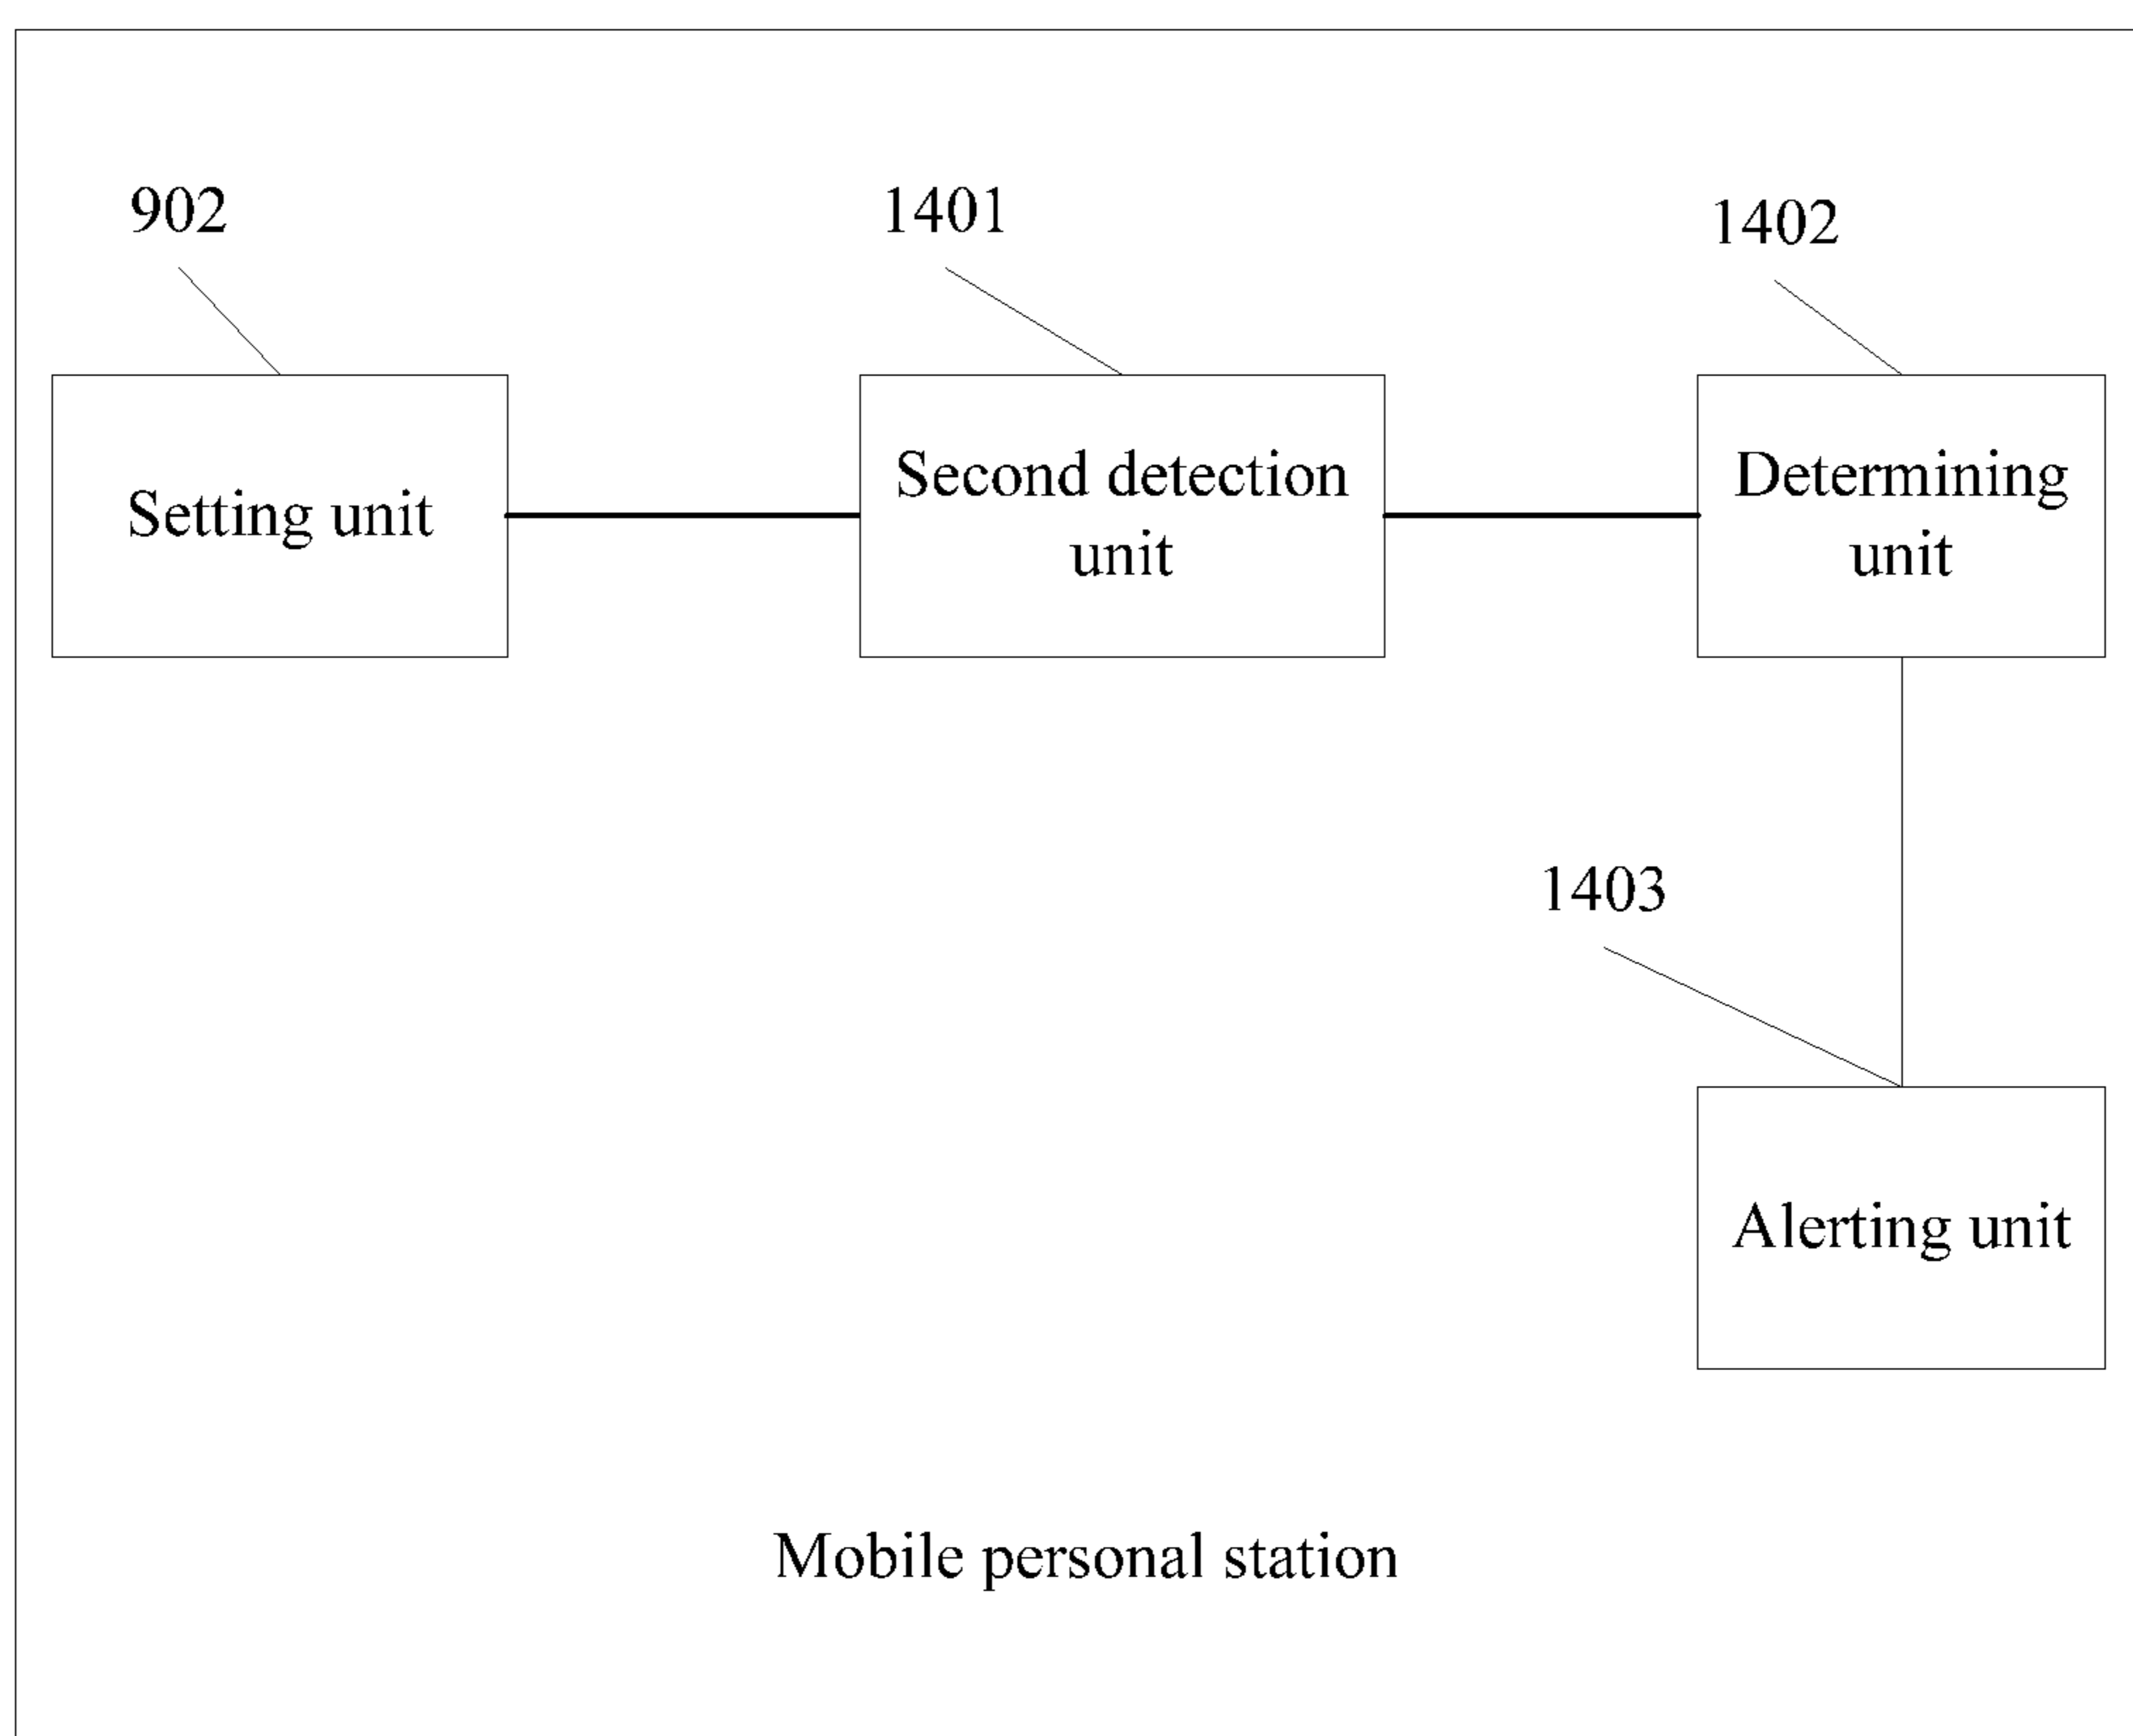 902
1401
1402
Setting unit
Second detection
unit
Determining
unit
1403
Alerting unit
Mobile personal station